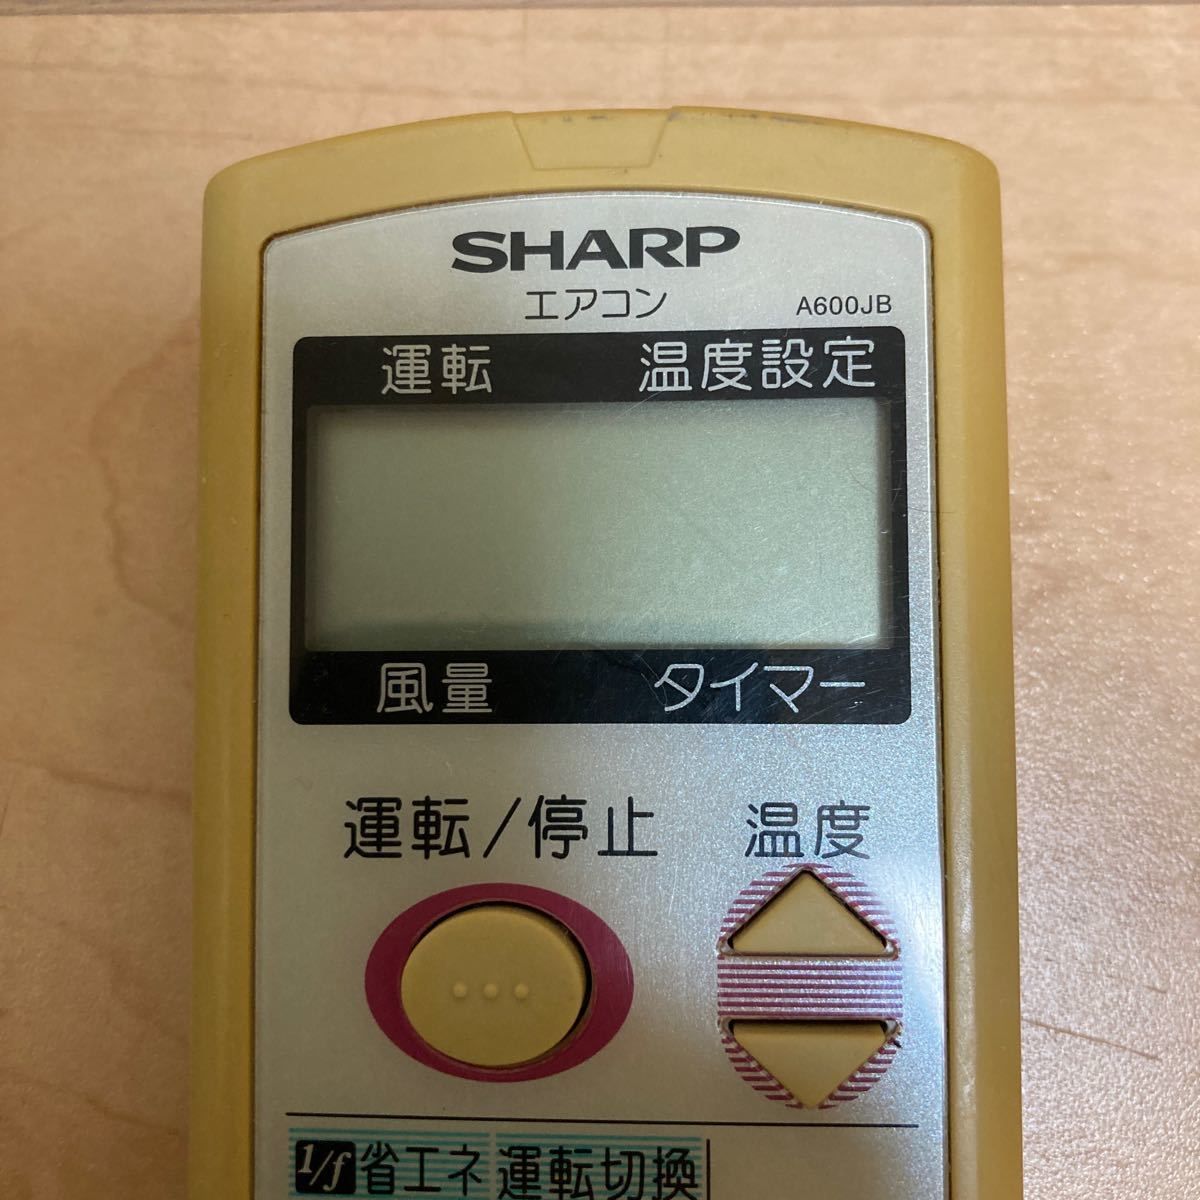 SHARP
エアコン A600JB
運転 温度設定
風量 タイマー
運転/停止 温度
1/f 省エネ 運転切換